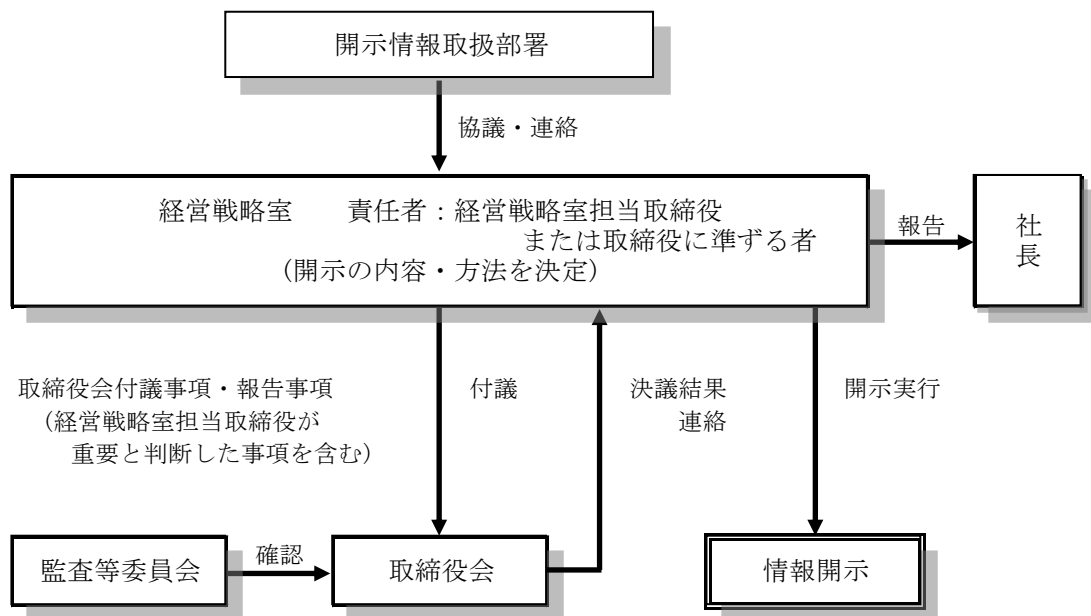 開示情報取扱部署
協議・連絡
経営戦略室　　責任者：経営戦略室担当取締役
または取締役に準ずる者
（開示の内容・方法を決定）
報告
社
長
取締役会付議事項・報告事項
（経営戦略室担当取締役が
重要と判断した事項を含む）
付議
決議結果
連絡
開示実行
監査等委員会
確認
取締役会
情報開示